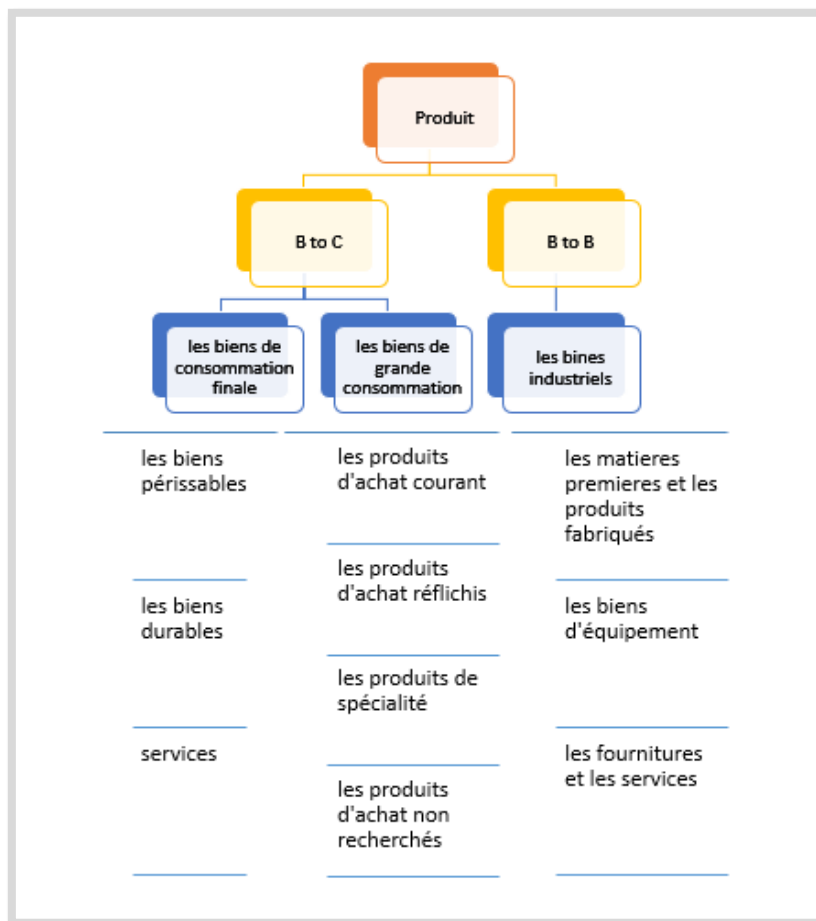 Produit
B to C
B to B
les biens de
consommation
finale
les biens de
grande
consommation
les bines
industriels
les biens
périssables
les biens
durables
services
les produits
d'achat courant
les produits
d'achat réflichis
les produits de
spécialité
les produits
d'achat non
recherchés
les matieres
premieres et les
produits
fabriqués
les biens
d'équipement
les fournitures
et les services